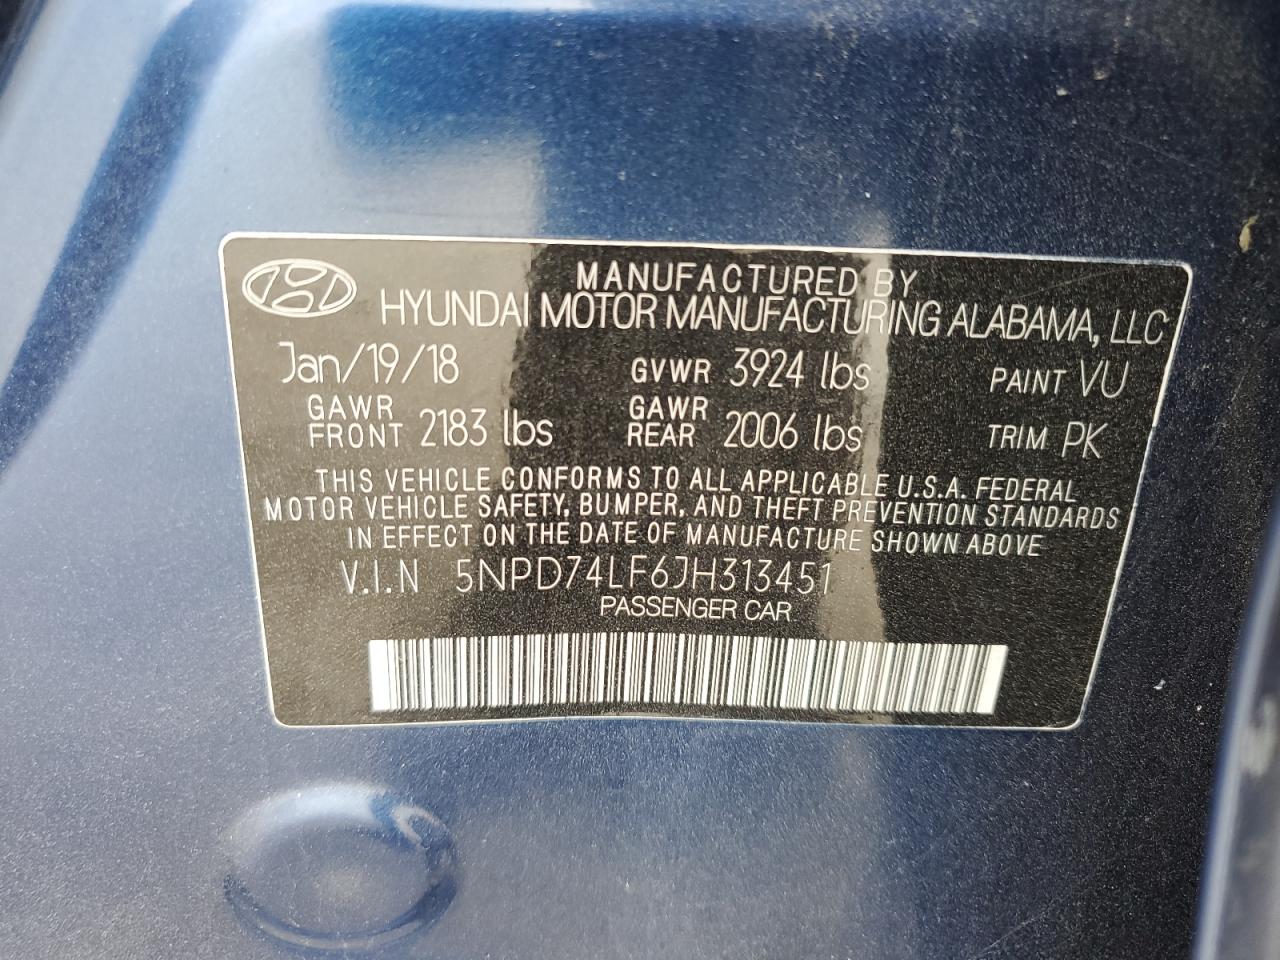 MANUFACTURED BY
HYUNDAI MOTOR MANUFACTURING ALABAMA, LLC
Jan/19/18 GVWR 3924 lbs PAINT VU
GAWR FRONT 2183 lbs GAWR REAR 2006 lbs TRIM PK
THIS VEHICLE CONFORMS TO ALL APPLICABLE U.S.A. FEDERAL
MOTOR VEHICLE SAFETY, BUMPER, AND THEFT PREVENTION STANDARDS
IN EFFECT ON THE DATE OF MANUFACTURE SHOWN ABOVE
V.I.N 5NPD74LF6JH313451
PASSENGER CAR